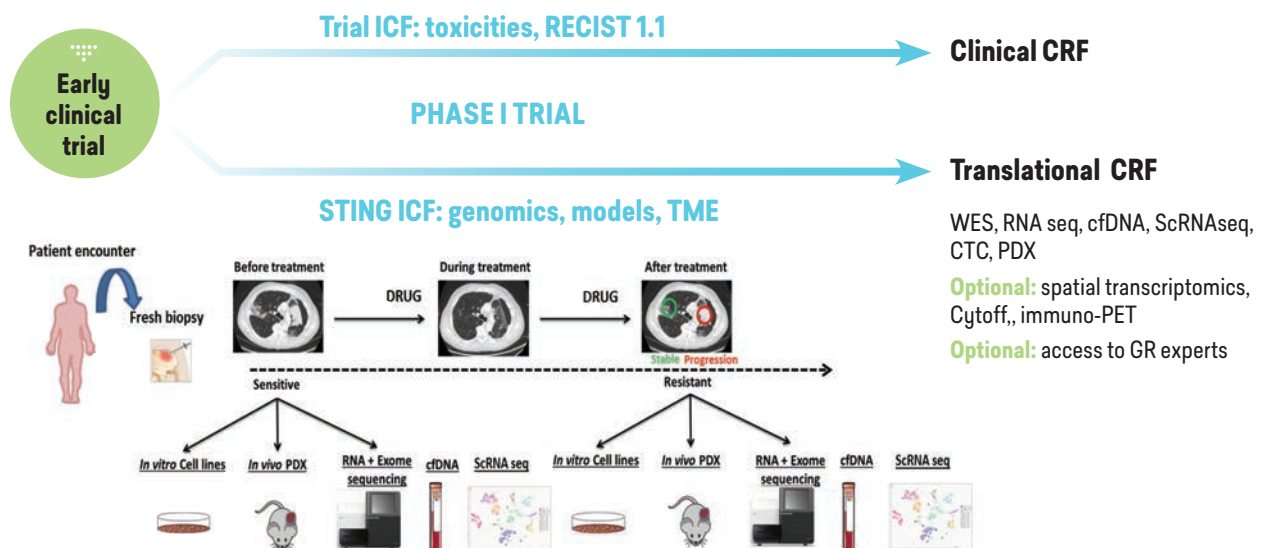 Early
clinical
trial
Trial ICF: toxicities, RECIST 1.1
Clinical CRF
PHASE I TRIAL
Translational CRF
STING ICF: genomics, models, TME
WES, RNA seq, cfDNA, ScRNAseq,
CTC, PDX
Optional: spatial transcriptomics,
Cytoff,, immuno-PET
Optional: access to GR experts
Patient encounter
Fresh biopsy
Before treatment
During treatment
After treatment
DRUG
DRUG
Stable Progression
Sensitive
Resistant
In vitro Cell lines
In vivo PDX
RNA + Exome
sequencing
cfDNA
ScRNA seq
In vitro Cell lines
In vivo PDX
RNA + Exome
sequencing
cfDNA
ScRNA seq